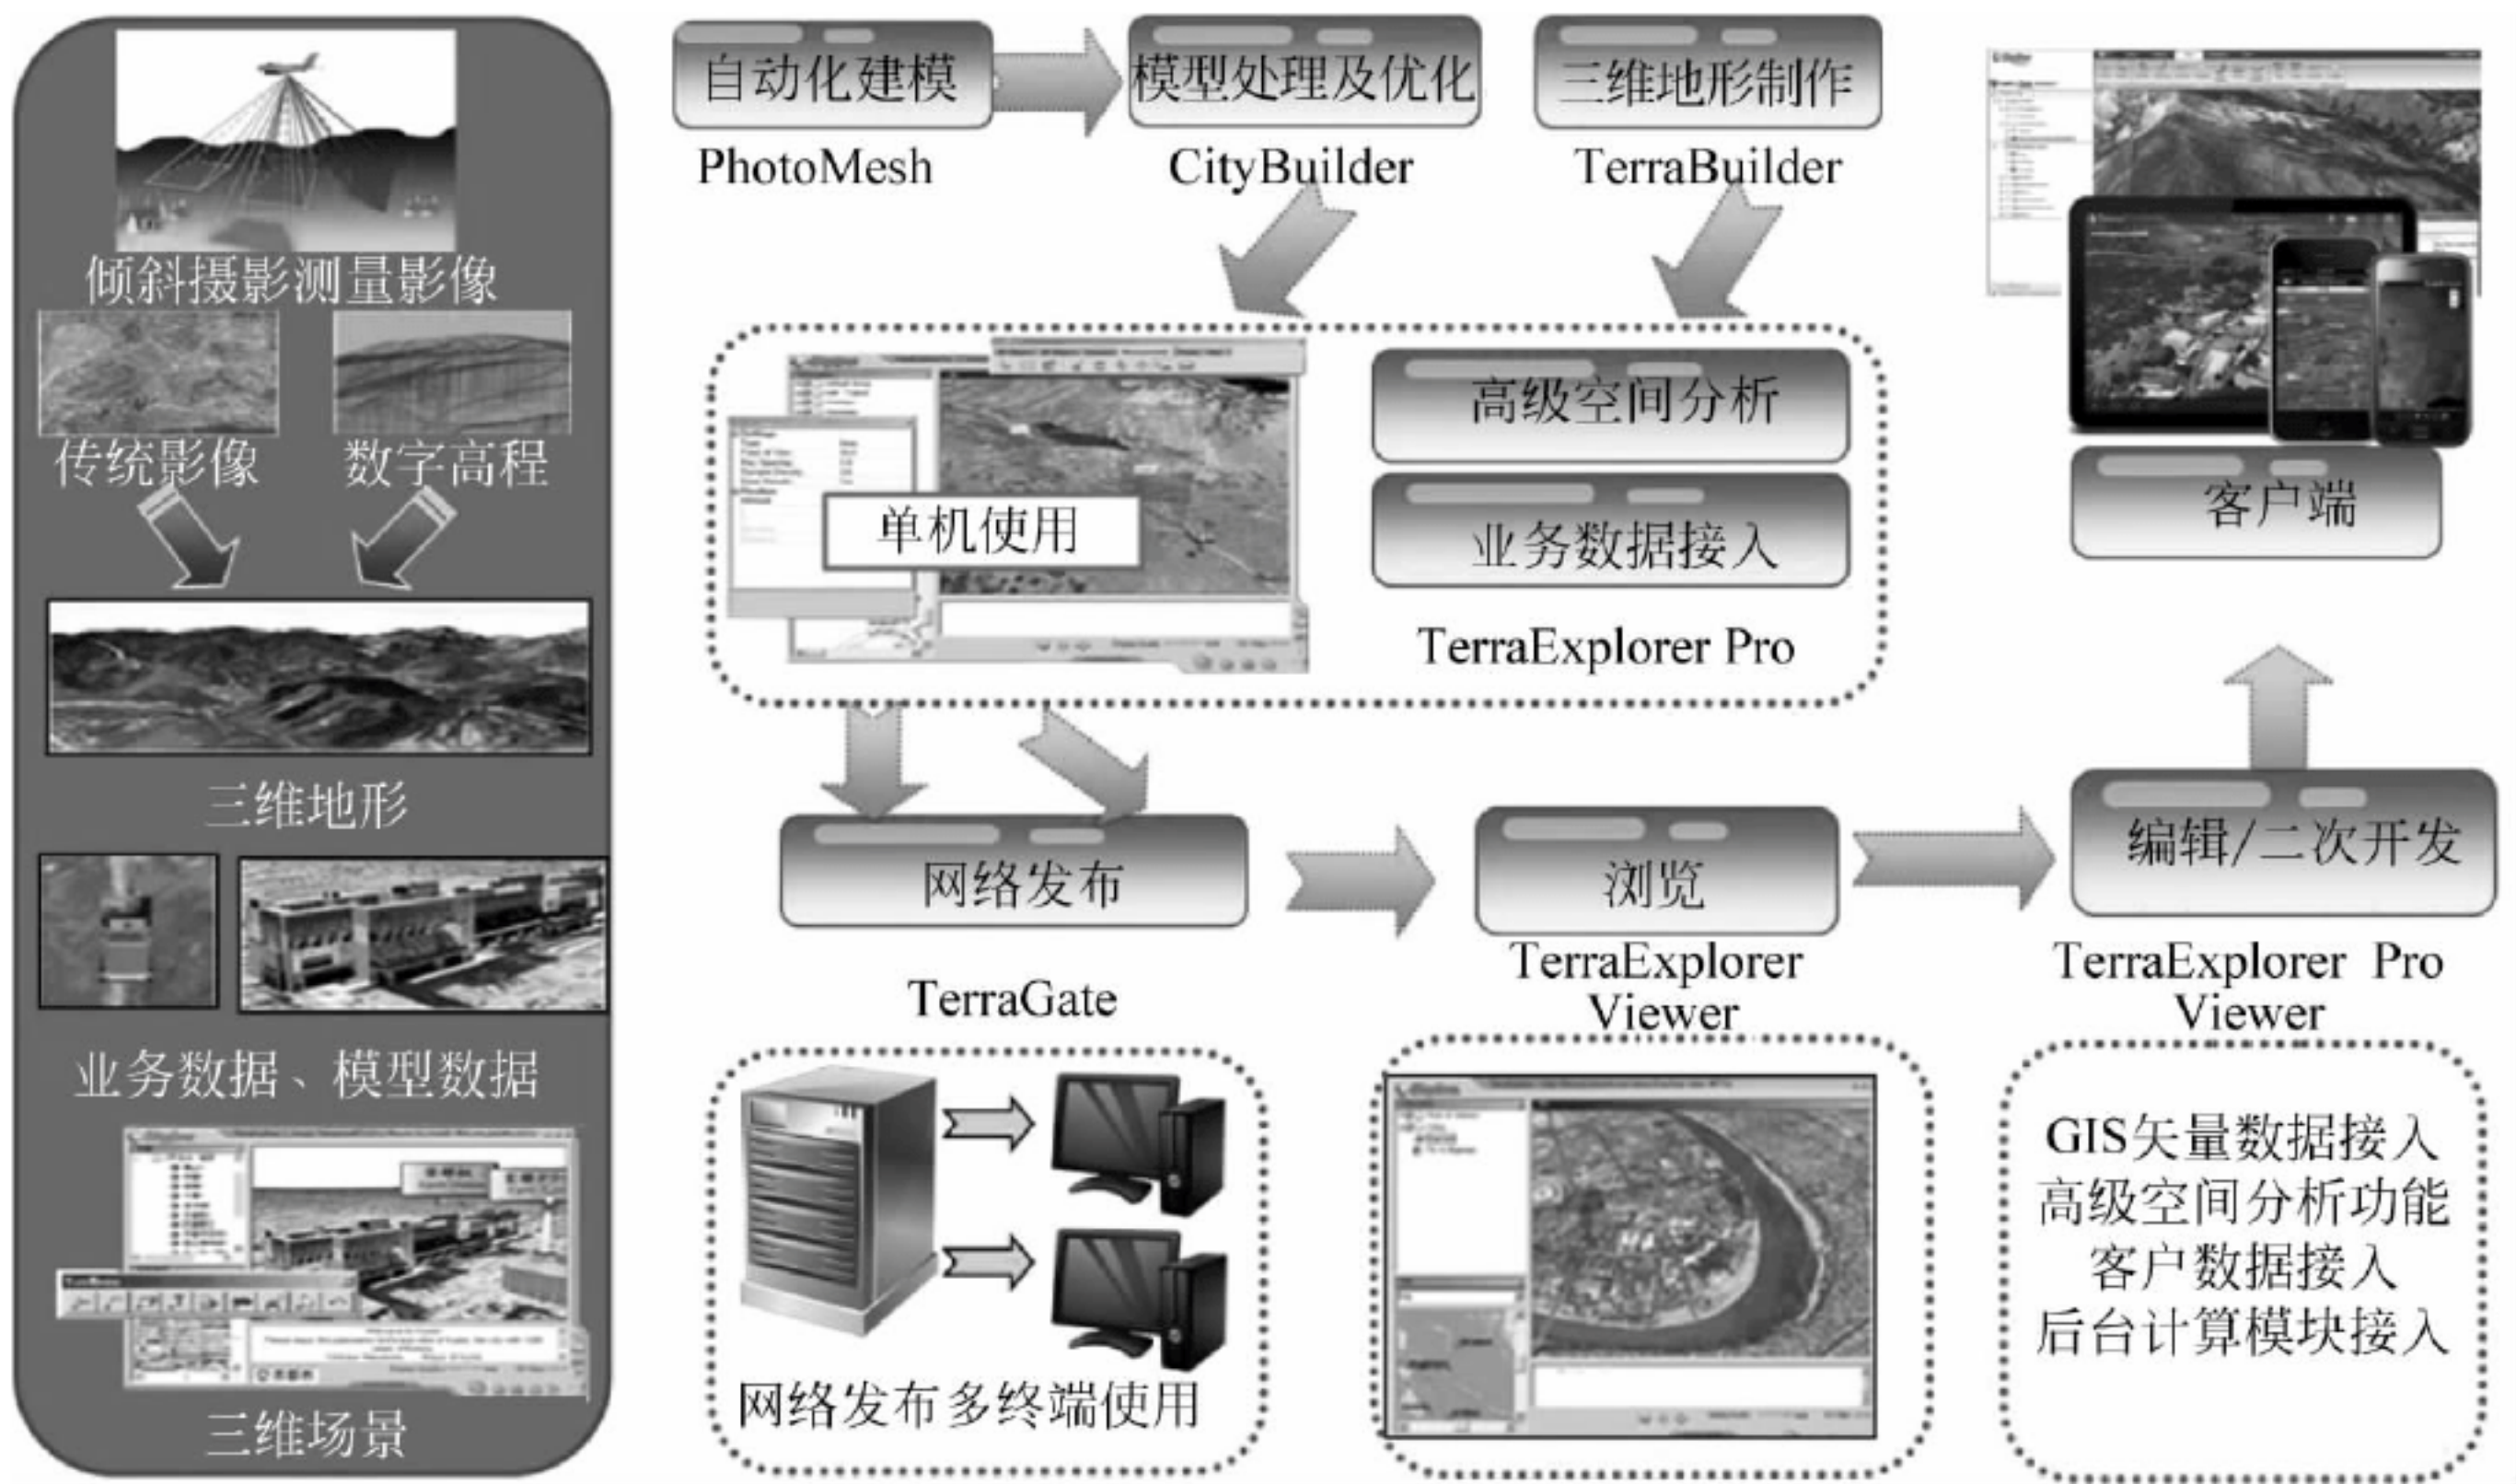 倾斜摄影测量影像
传统影像
数字高程
三维地形
业务数据、模型数据
三维场景
自动化建模
PhotoMesh
模型处理及优化
CityBuilder
三维地形制作
TerraBuilder
单机使用
高级空间分析
业务数据接入
TerraExplorer Pro
客户端
网络发布
TerraGate
浏览
TerraExplorer
Viewer
编辑/二次开发
TerraExplorer Pro
Viewer
网络发布多终端使用
GIS矢量数据接入
高级空间分析功能
客户数据接入
后台计算模块接入